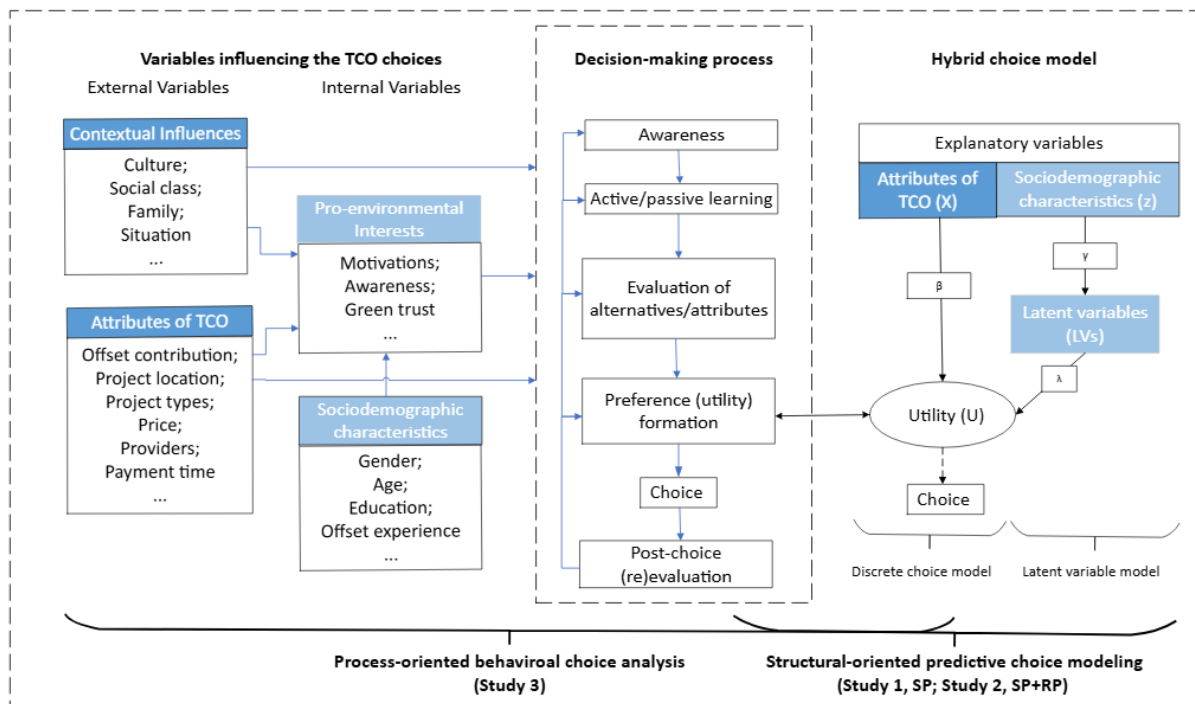 Variables influencing the TCO choices
External Variables
Internal Variables
Contextual Influences
Culture;
Social class;
Family;
Situation
...
Attributes of TCO
Offset contribution;
Project location;
Project types;
Price;
Providers;
Payment time
...
Pro-environmental
Interests
Motivations;
Awareness;
Green trust
...
Sociodemographic
characteristics
Gender;
Age;
Education;
Offset experience
...
Decision-making process
Awareness
Active/passive learning
Evaluation of
alternatives/attributes
Preference (utility)
formation
Choice
Post-choice
(re)evaluation
Hybrid choice model
Explanatory variables
Attributes of
TCO (X)
Sociodemographic
characteristics (z)
β
γ
Latent variables
(LVs)
λ
Utility (U)
Choice
Discrete choice model
Latent variable model
Process-oriented behaviroal choice analysis
(Study 3)
Structural-oriented predictive choice modeling
(Study 1, SP; Study 2, SP+RP)